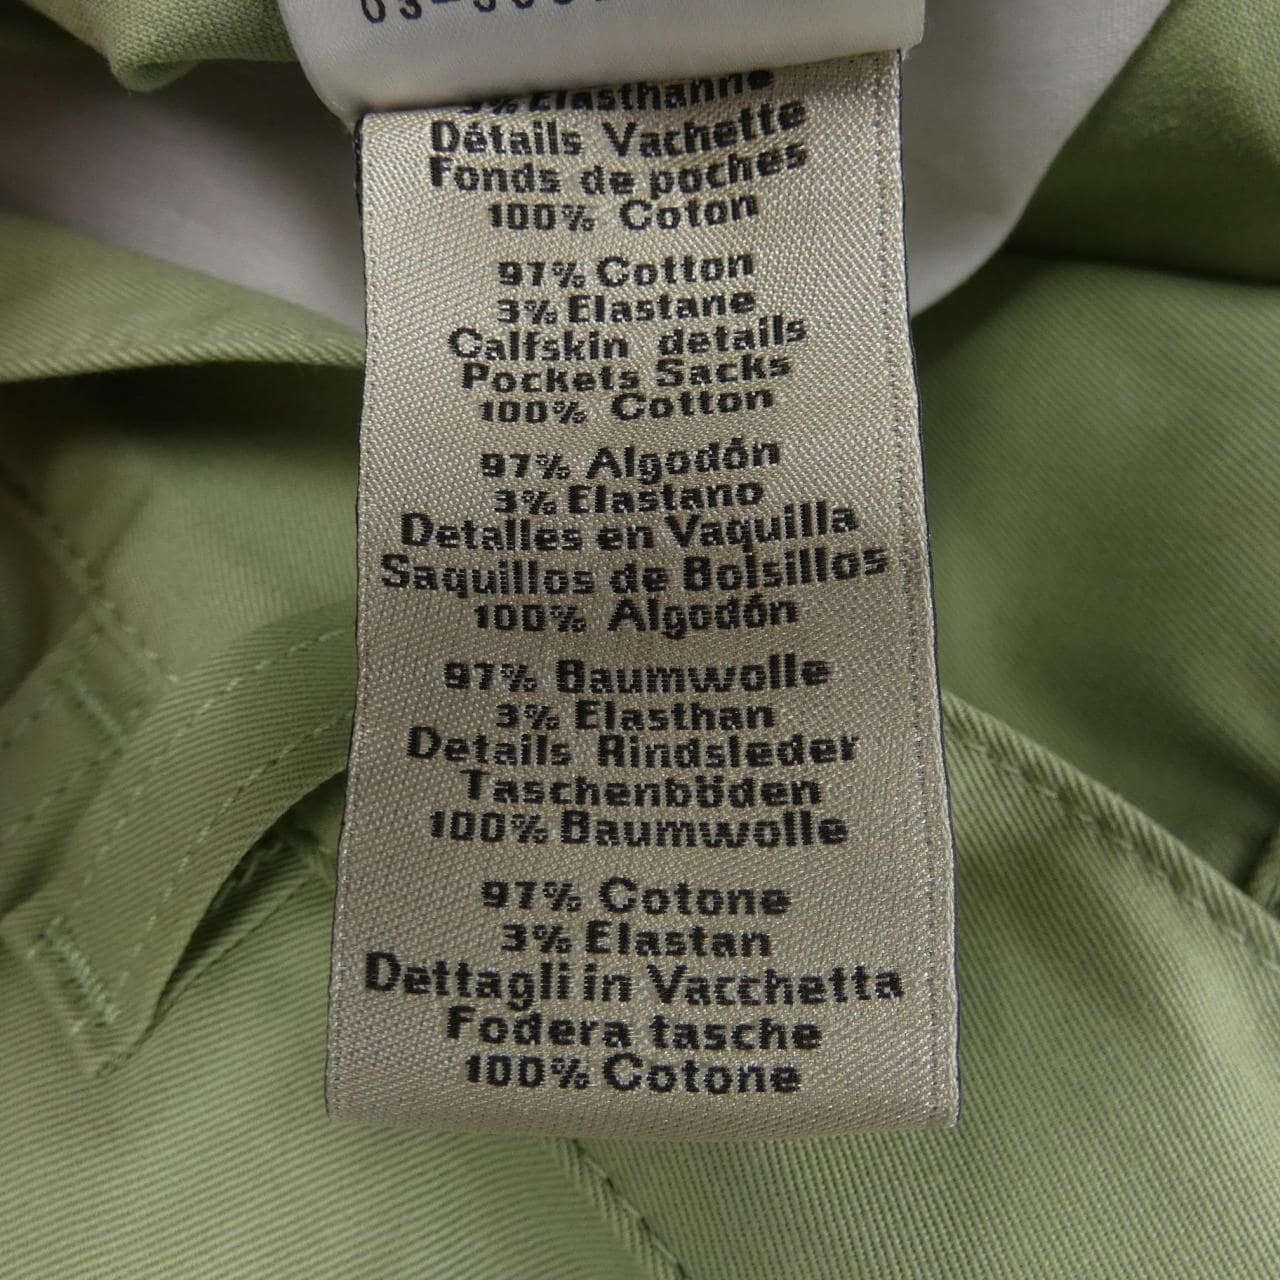 3% Elasthanne
Détails Vachette
Fonds de poches
100% Coton
97% Cotton
3% Elastane
Calfskin details
Pockets Sacks
100% Cotton
97% Algodón
3% Elastano
Detalles en Vaquilla
Saquillos de Bolsillos
100% Algodón
97% Baumwolle
3% Elasthan
Details Rindsleder
Taschenböden
100% Baumwolle
97% Cotone
3% Elastan
Dettagli in Vacchetta
Fodera tasche
100% Cotone